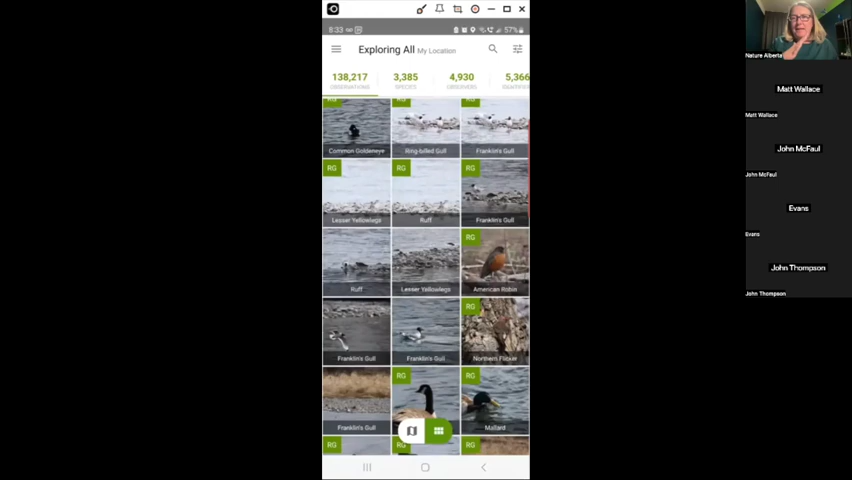 8:33
57%
Exploring All My Location
138,217 3,385 4,930 5,366
OBSERVATIONS SPECIES OBSERVERS IDENTIFI
RG RG RG
Common Goldeneye Ring-billed Gull Franklin's Gull
RG RG RG
Lesser Yellowlegs Ruff Franklin's Gull
RG
Ruff Lesser Yellowlegs American Robin
RG
Franklin's Gull Franklin's Gull Northern Flicker
RG RG
Franklin's Gull Mallard
RG RG RG
Nature Alberta
Matt Wallace
Matt Wallace
John McFaul
John McFaul
Evans
Evans
John Thompson
John Thompson